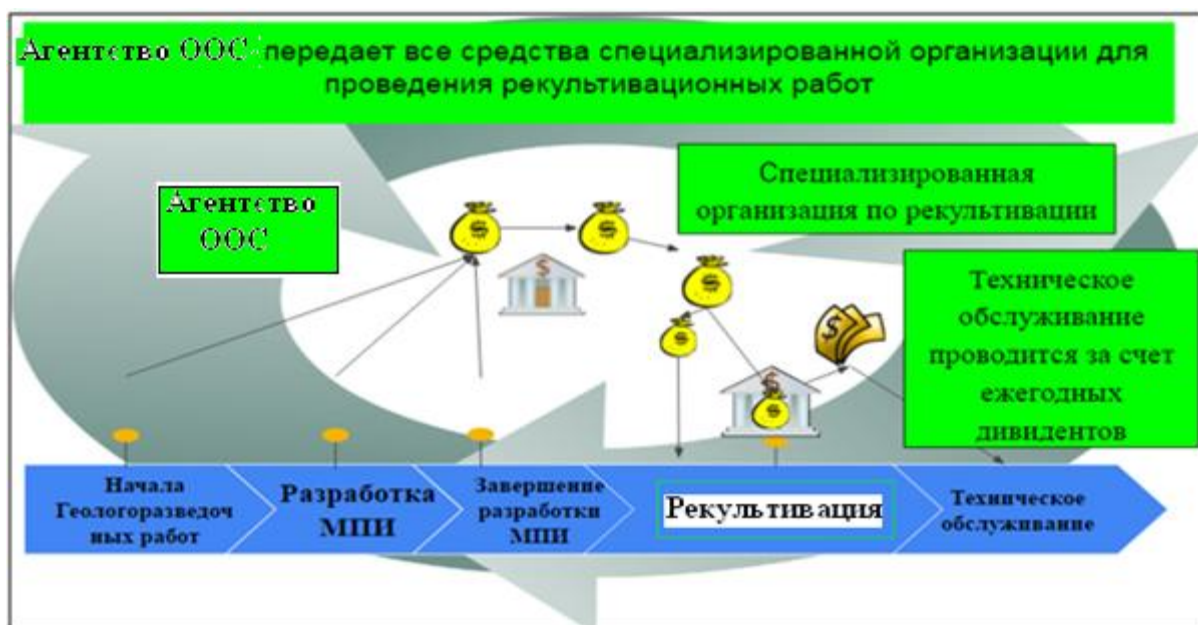 Агентство ООС передает все средства специализированной организации для
проведения рекультивационных работ
Агентство
ООС
Специализированная
организация по рекультивации
Техническое
обслуживание
проводится за счет
ежегодных
дивидентов
Начала
Геологоразведоч
ных работ
Разработка
МПИ
Завершение
разработки
МПИ
Рекультивация
Техническое
обслуживание